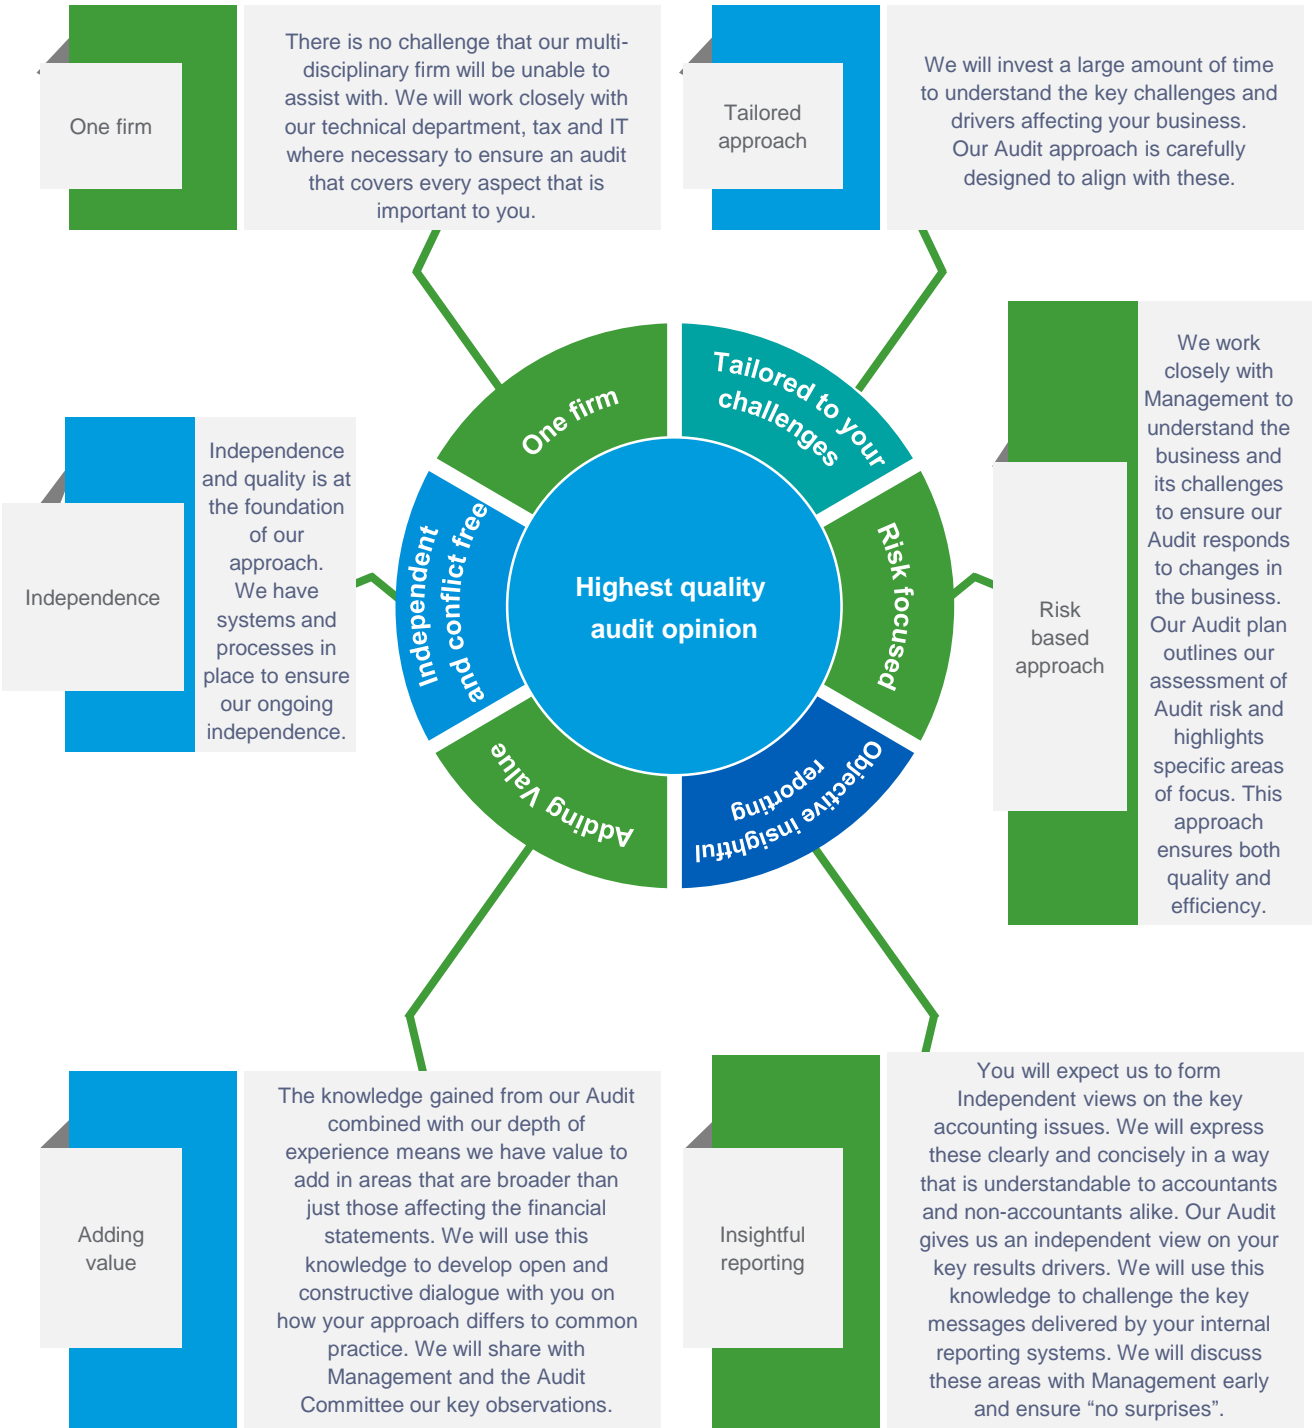 One firm
There is no challenge that our multi-
disciplinary firm will be unable to
assist with. We will work closely with
our technical department, tax and IT
where necessary to ensure an audit
that covers every aspect that is
important to you.
Tailored
approach
We will invest a large amount of time
to understand the key challenges and
drivers affecting your business.
Our Audit approach is carefully
designed to align with these.
One firm
Tailored to your
challenges
Independent
and conflict free
Risk focused
Adding Value
Objective insightful
reporting
Highest quality
audit opinion
Independence
Independence
and quality is at
the foundation
of our
approach.
We have
systems and
processes in
place to ensure
our ongoing
independence.
Risk
based
approach
We work
closely with
Management to
understand the
business and
its challenges
to ensure our
Audit responds
to changes in
the business.
Our Audit plan
outlines our
assessment of
Audit risk and
highlights
specific areas
of focus. This
approach
ensures both
quality and
efficiency.
Adding
value
The knowledge gained from our Audit
combined with our depth of
experience means we have value to
add in areas that are broader than
just those affecting the financial
statements. We will use this
knowledge to develop open and
constructive dialogue with you on
how your approach differs to common
practice. We will share with
Management and the Audit
Committee our key observations.
Insightful
reporting
You will expect us to form
Independent views on the key
accounting issues. We will express
these clearly and concisely in a way
that is understandable to accountants
and non-accountants alike. Our Audit
gives us an independent view on your
key results drivers. We will use this
knowledge to challenge the key
messages delivered by your internal
reporting systems. We will discuss
these areas with Management early
and ensure “no surprises”.